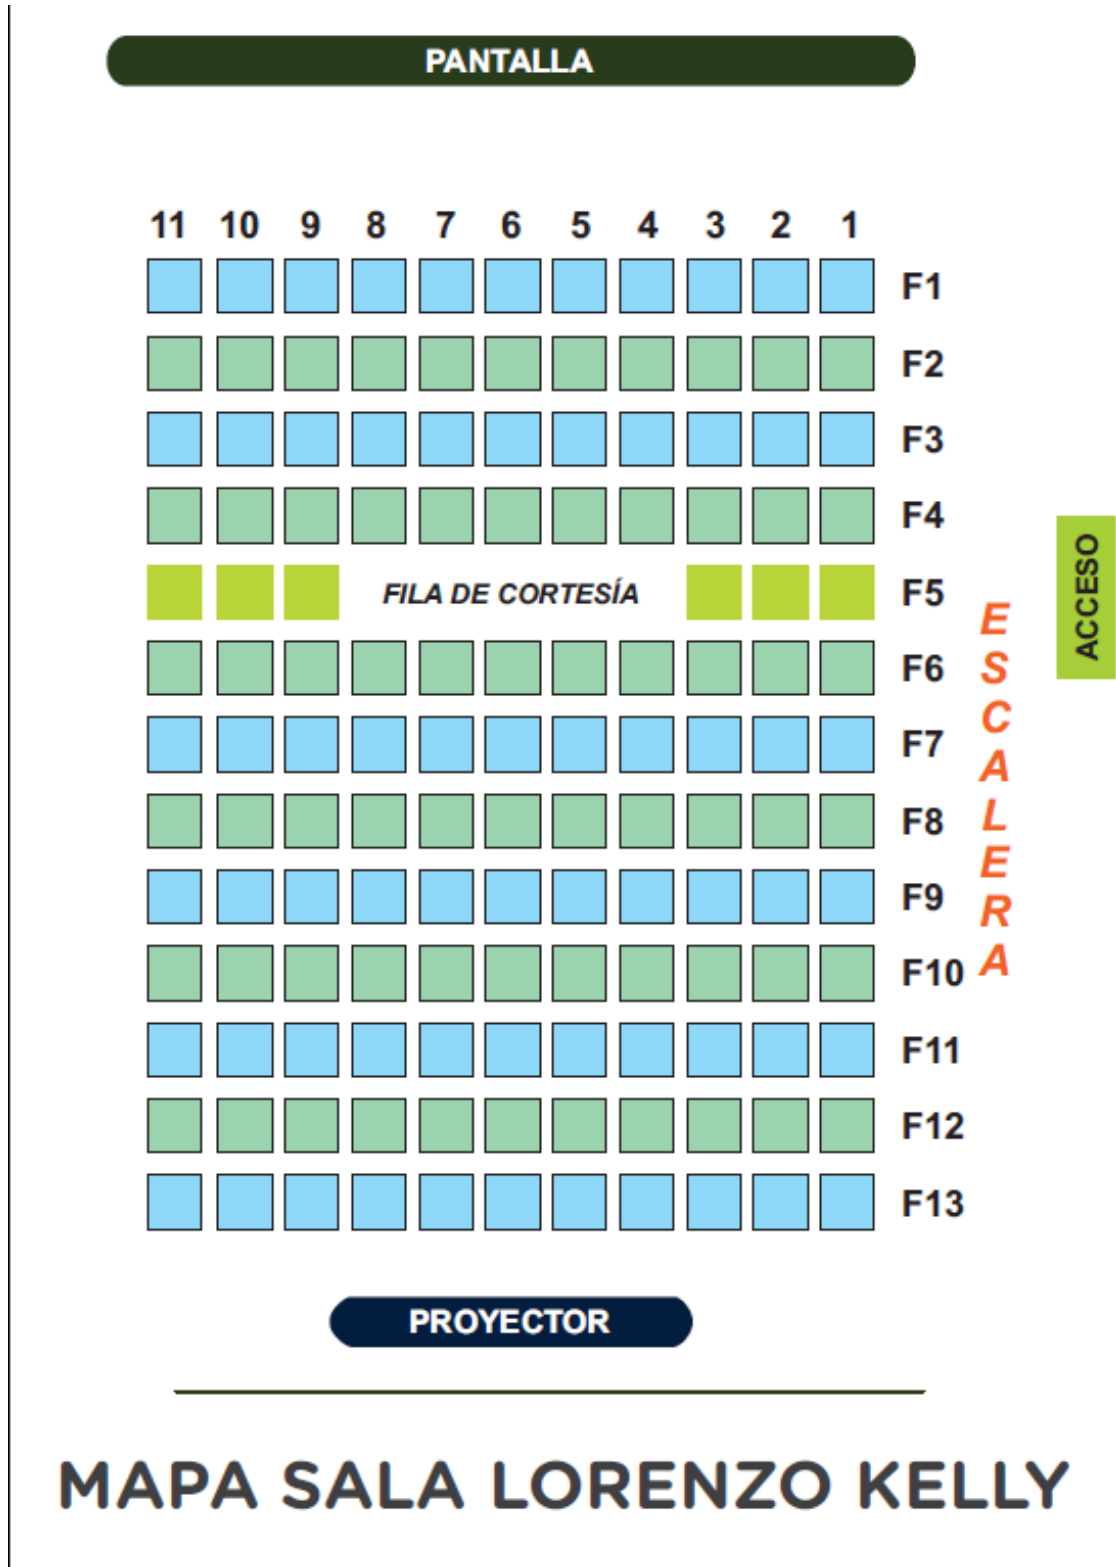 PANTALLA
11 10 9 8 7 6 5 4 3 2 1
F1
F2
F3
F4
FILA DE CORTESÍA F5
F6
F7
F8
F9
F10
F11
F12
F13
ESCALERA
ACCESO
PROYECTOR
MAPA SALA LORENZO KELLY